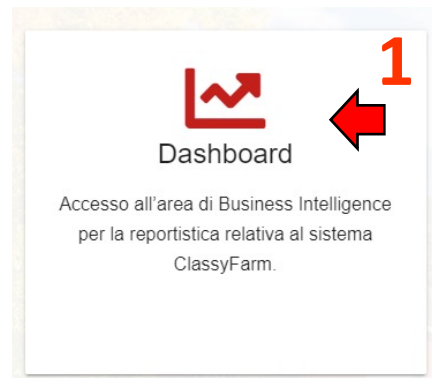 1
Dashboard
Accesso all'area di Business Intelligence
per la reportistica relativa al sistema
ClassyFarm.